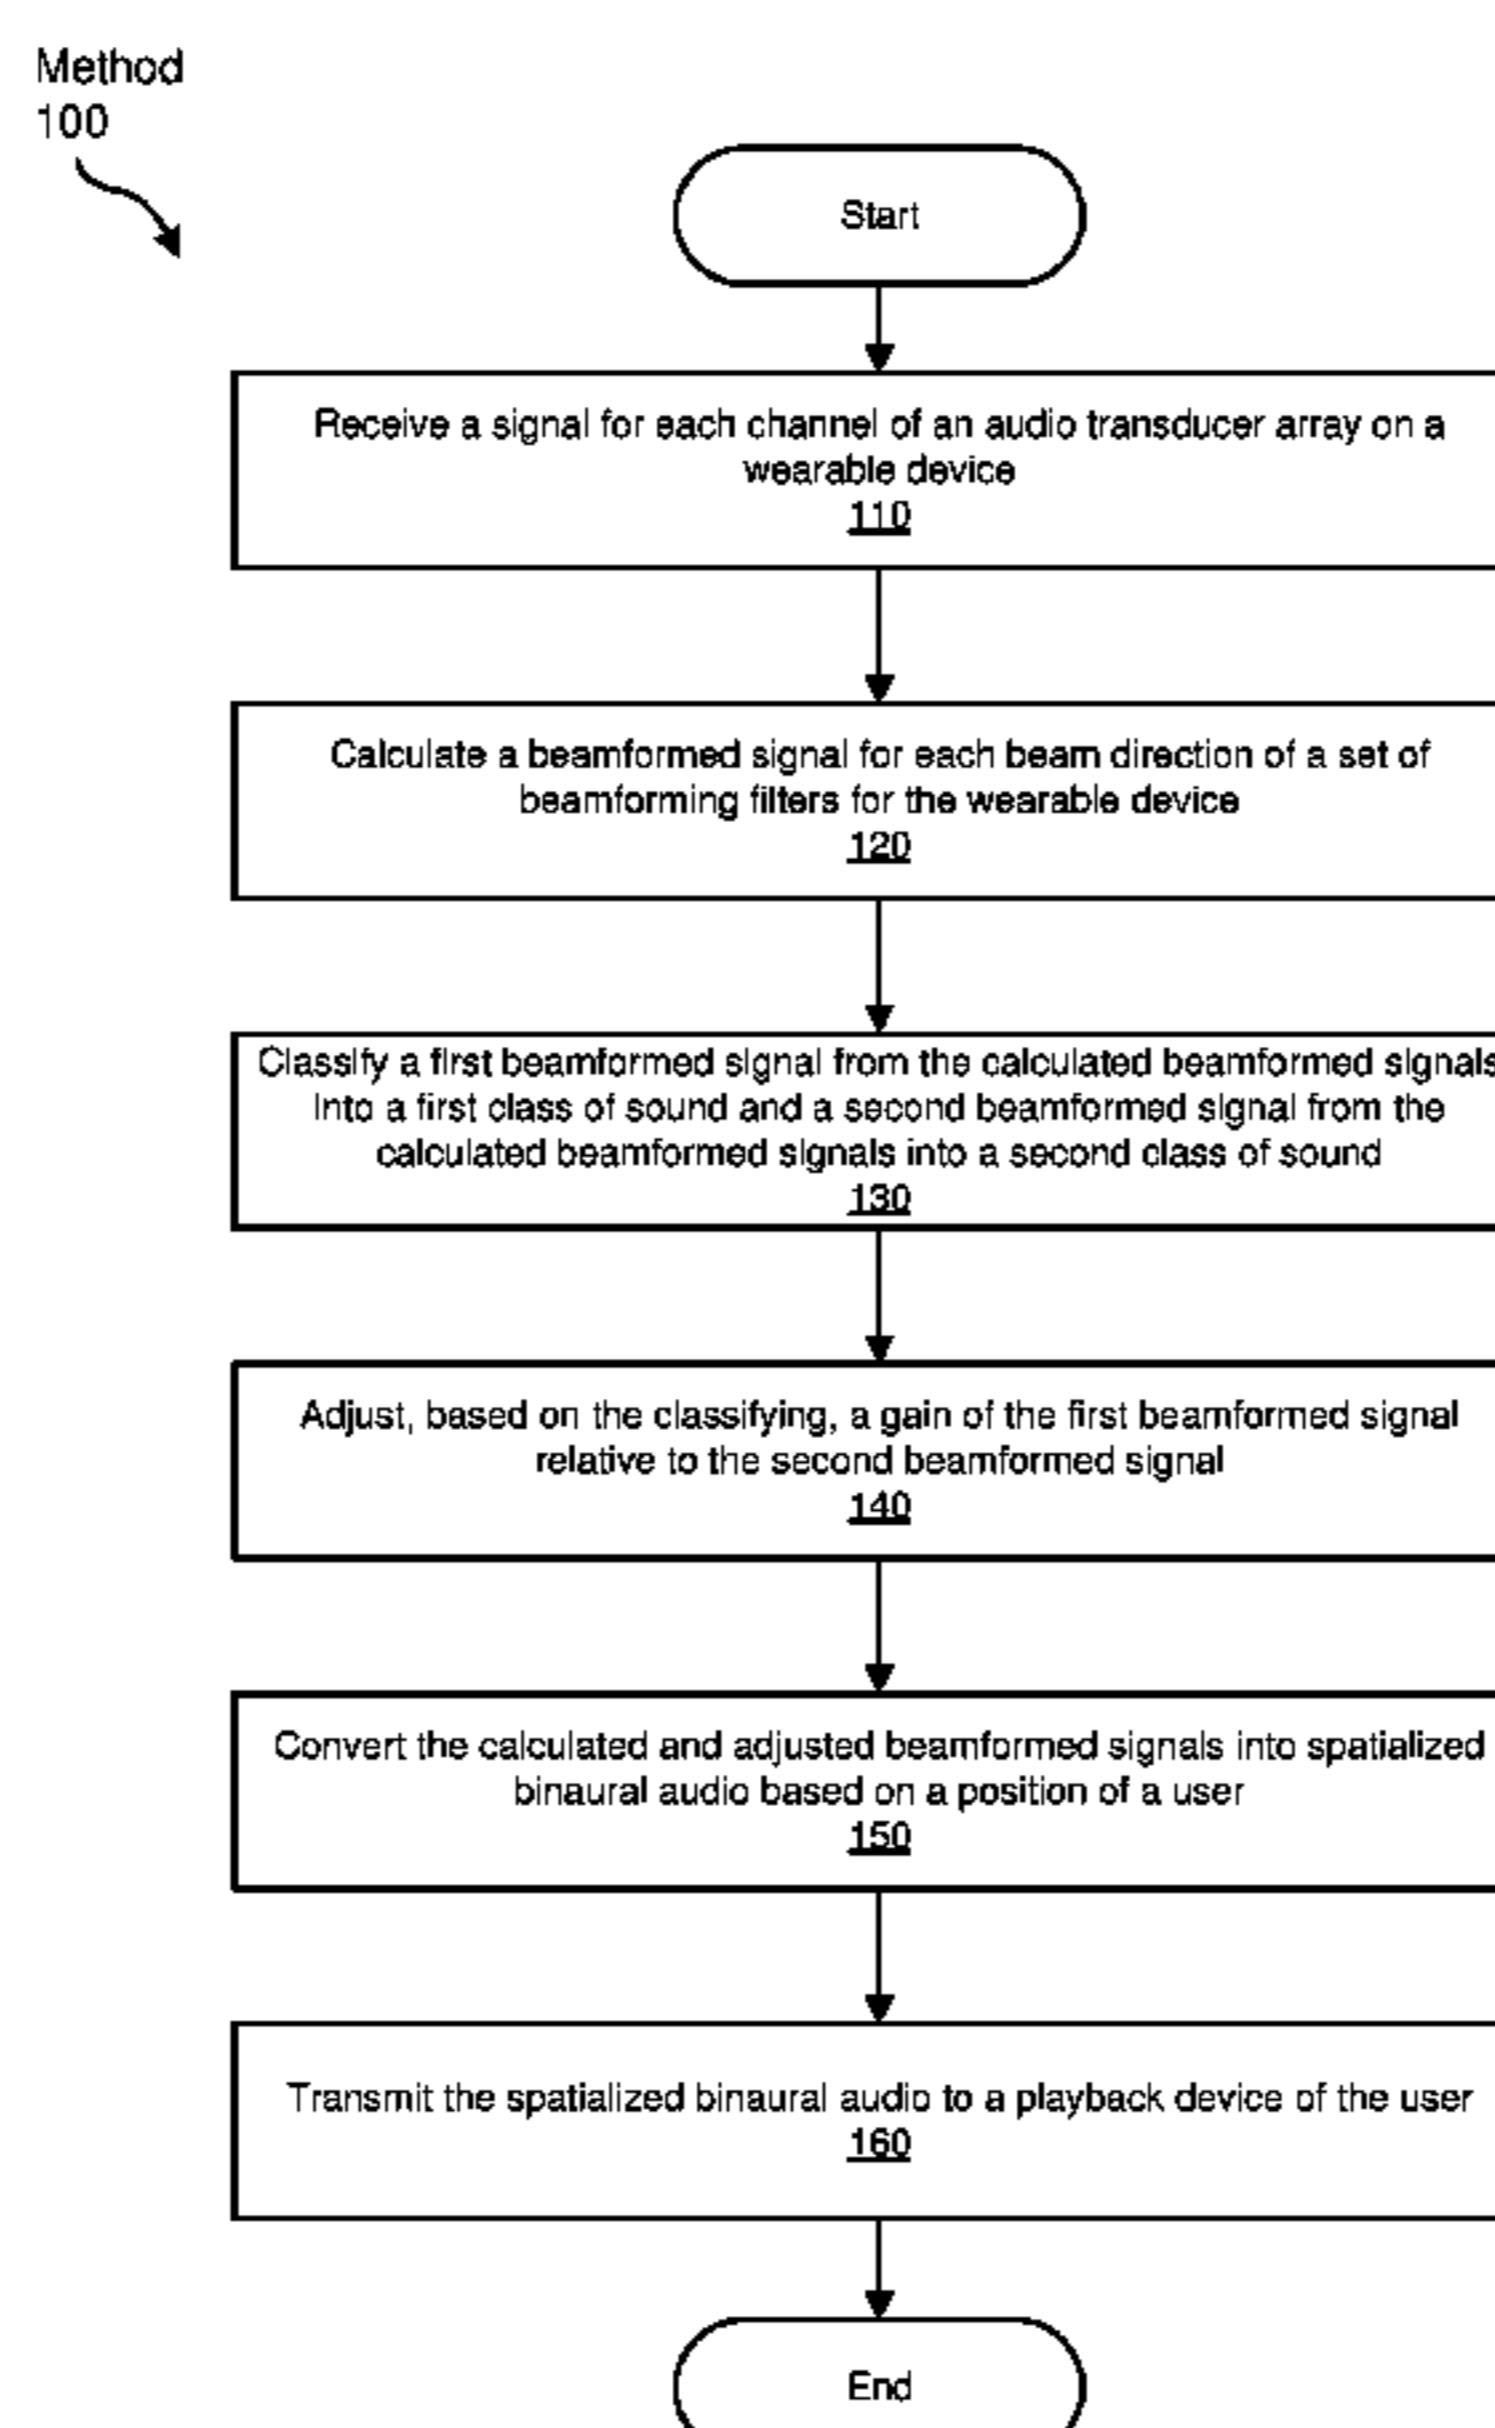 Method
100
Start
Receive a signal for each channel of an audio transducer array on a
wearable device
110
Calculate a beamformed signal for each beam direction of a set of
beamforming filters for the wearable device
120
Classify a first beamformed signal from the calculated beamformed signals
into a first class of sound and a second beamformed signal from the
calculated beamformed signals into a second class of sound
130
Adjust, based on the classifying, a gain of the first beamformed signal
relative to the second beamformed signal
140
Convert the calculated and adjusted beamformed signals into spatialized
binaural audio based on a position of a user
150
Transmit the spatialized binaural audio to a playback device of the user
160
End